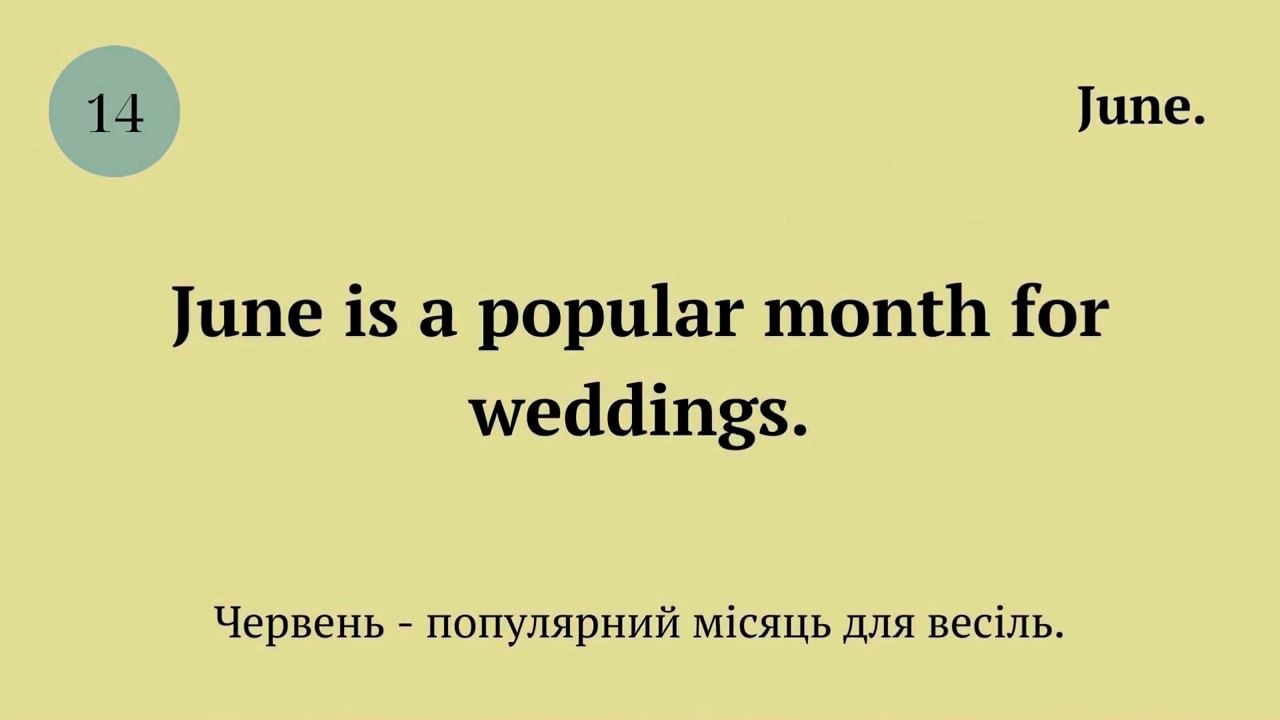 14
June.
June is a popular month for
weddings.
Червень - популярний місяць для весіль.